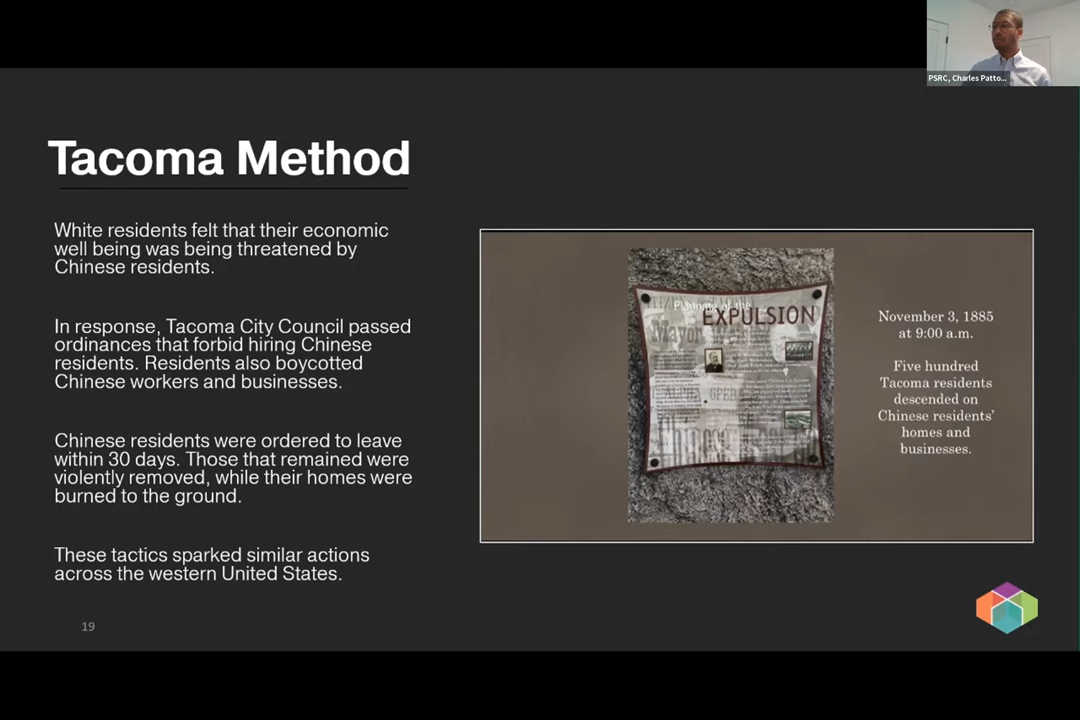 PSRC, Charles Patto...
Tacoma Method
White residents felt that their economic
well being was being threatened by
Chinese residents.
In response, Tacoma City Council passed
ordinances that forbid hiring Chinese
residents. Residents also boycotted
Chinese workers and businesses.
Chinese residents were ordered to leave
within 30 days. Those that remained were
violently removed, while their homes were
burned to the ground.
These tactics sparked similar actions
across the western United States.
19
Planning of the
EXPULSION
Mayor
November 3, 1885
at 9:00 a.m.
Five hundred
Tacoma residents
descended on
Chinese residents'
homes and
businesses.